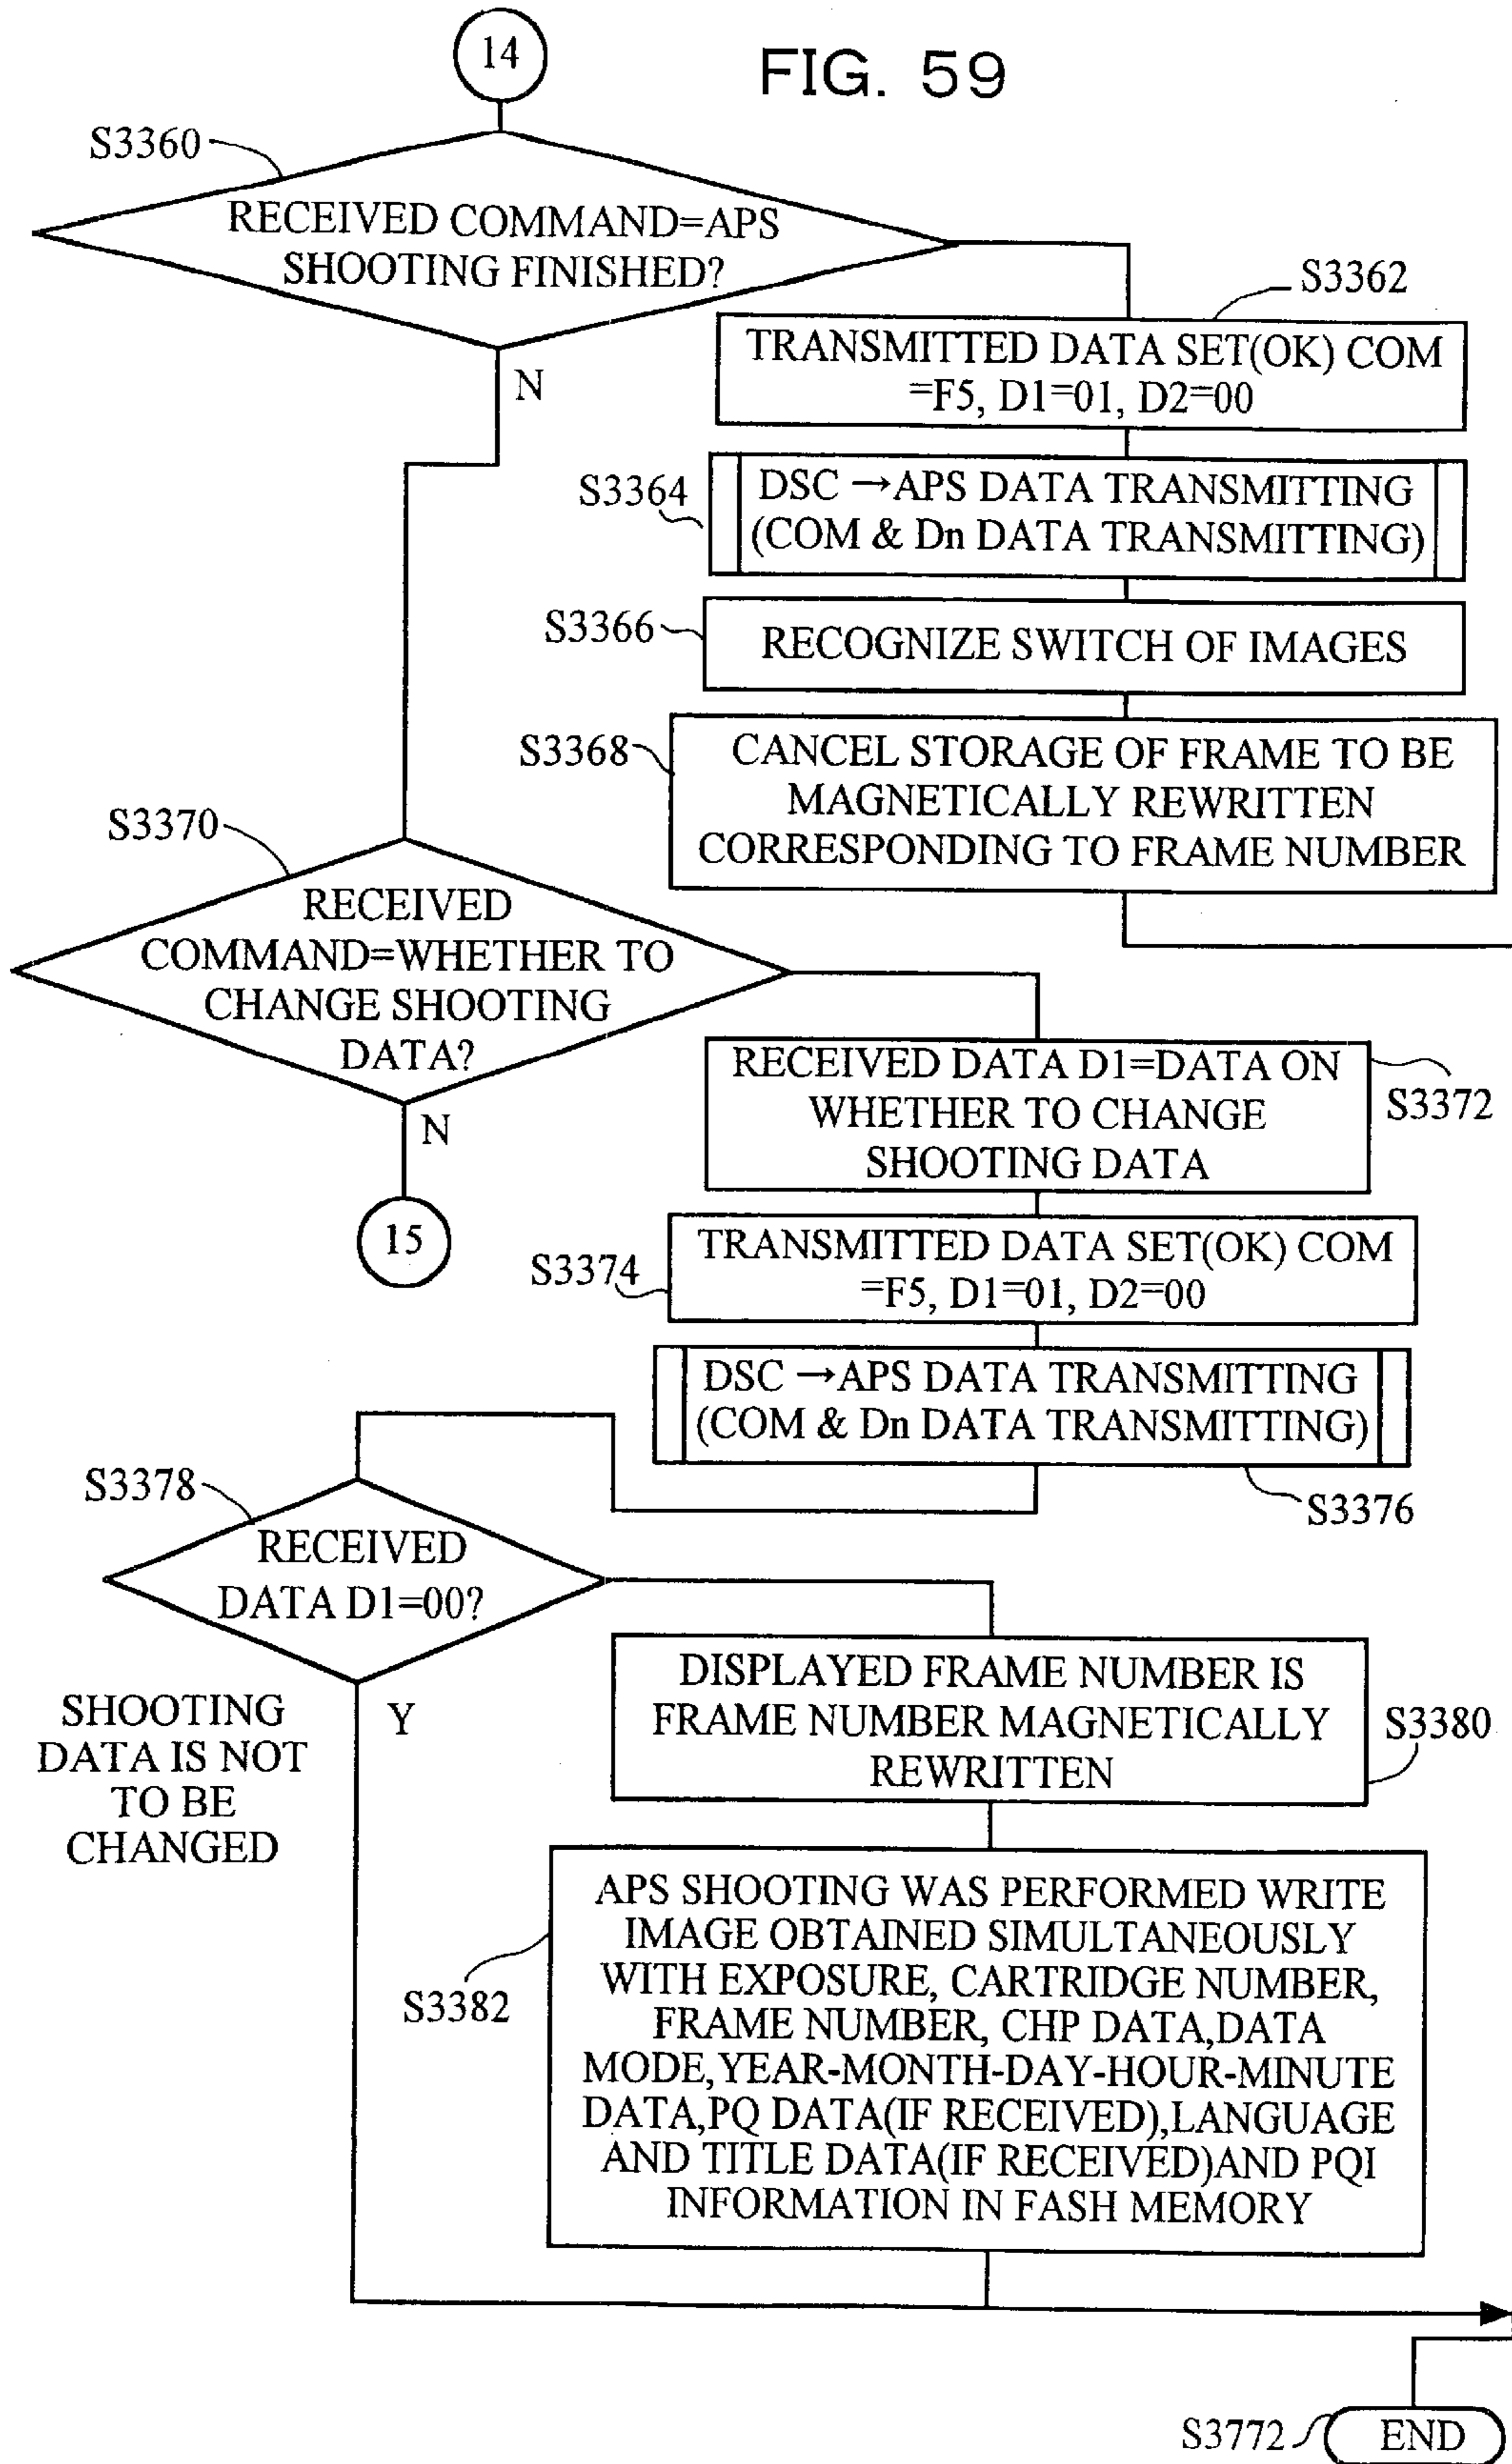 14
FIG. 59
S3360
RECEIVED COMMAND=APS
SHOOTING FINISHED?
N
S3362
TRANSMITTED DATA SET(OK) COM
=F5, D1=01, D2=00
S3364
DSC →APS DATA TRANSMITTING
(COM & Dn DATA TRANSMITTING)
S3366
RECOGNIZE SWITCH OF IMAGES
S3368
CANCEL STORAGE OF FRAME TO BE
MAGNETICALLY REWRITTEN
CORRESPONDING TO FRAME NUMBER
S3370
RECEIVED
COMMAND=WHETHER TO
CHANGE SHOOTING
DATA?
N
15
RECEIVED DATA D1=DATA ON
WHETHER TO CHANGE
SHOOTING DATA
S3372
S3374
TRANSMITTED DATA SET(OK) COM
=F5, D1=01, D2=00
DSC →APS DATA TRANSMITTING
(COM & Dn DATA TRANSMITTING)
S3376
S3378
RECEIVED
DATA D1=00?
SHOOTING
DATA IS NOT
TO BE
CHANGED
Y
DISPLAYED FRAME NUMBER IS
FRAME NUMBER MAGNETICALLY
REWRITTEN
S3380
S3382
APS SHOOTING WAS PERFORMED WRITE
IMAGE OBTAINED SIMULTANEOUSLY
WITH EXPOSURE, CARTRIDGE NUMBER,
FRAME NUMBER, CHP DATA,DATA
MODE,YEAR-MONTH-DAY-HOUR-MINUTE
DATA,PQ DATA(IF RECEIVED),LANGUAGE
AND TITLE DATA(IF RECEIVED)AND PQI
INFORMATION IN FASH MEMORY
S3772
END